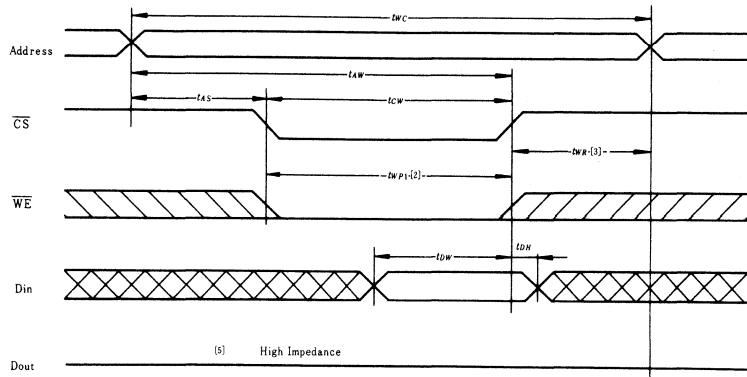 tWC
Address
tAW
tAS
tCW
CS
tWR-[3]
tWP1-[2]
WE
tDW
tDH
Din
[5] High Impedance
Dout